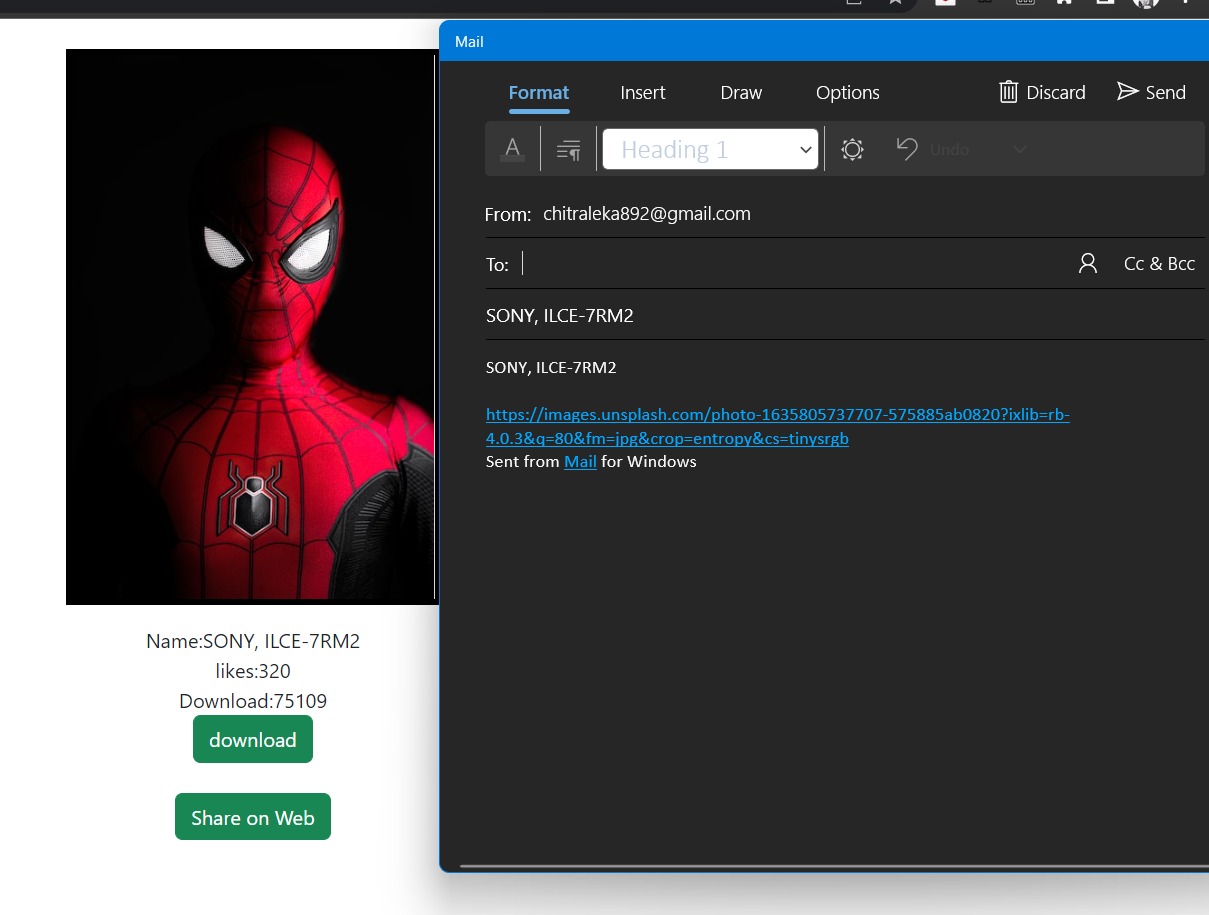 Mail
Format Insert Draw Options Discard Send
A Heading 1 Undo
From: chitraleka892@gmail.com
To: Cc & Bcc
SONY, ILCE-7RM2
SONY, ILCE-7RM2
https://images.unsplash.com/photo-1635805737707-575885ab0820?ixlib=rb-
4.0.3&q=80&fm=jpg&crop=entropy&cs=tinysrgb
Sent from Mail for Windows
Name:SONY, ILCE-7RM2
likes:320
Download:75109
download
Share on Web